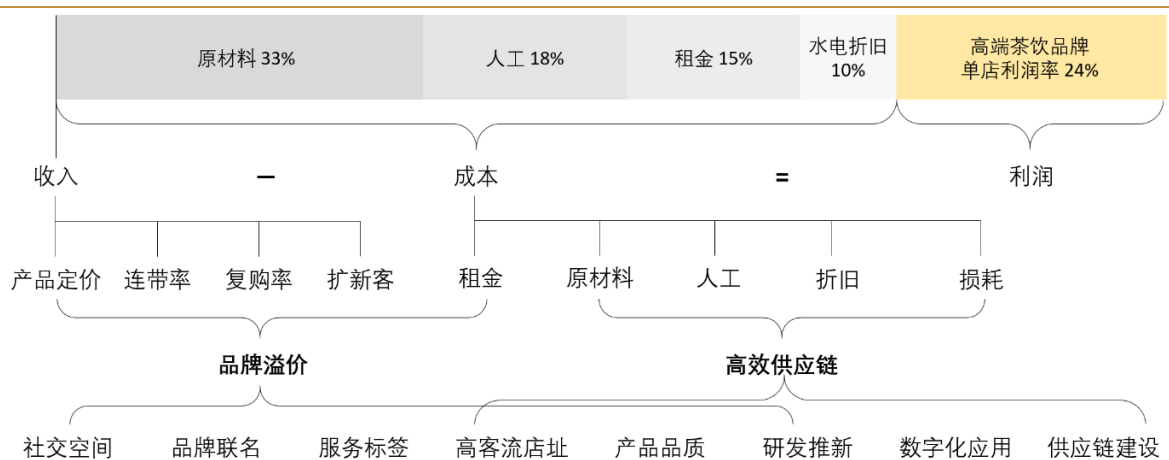 原材料 33%
人工 18%
租金 15%
水电折旧
10%
高端茶饮品牌
单店利润率 24%
收入
–
成本
=
利润
产品定价
连带率
复购率
扩新客
租金
原材料
人工
折旧
损耗
品牌溢价
高效供应链
社交空间
品牌联名
服务标签
高客流店址
产品品质
研发推新
数字化应用
供应链建设